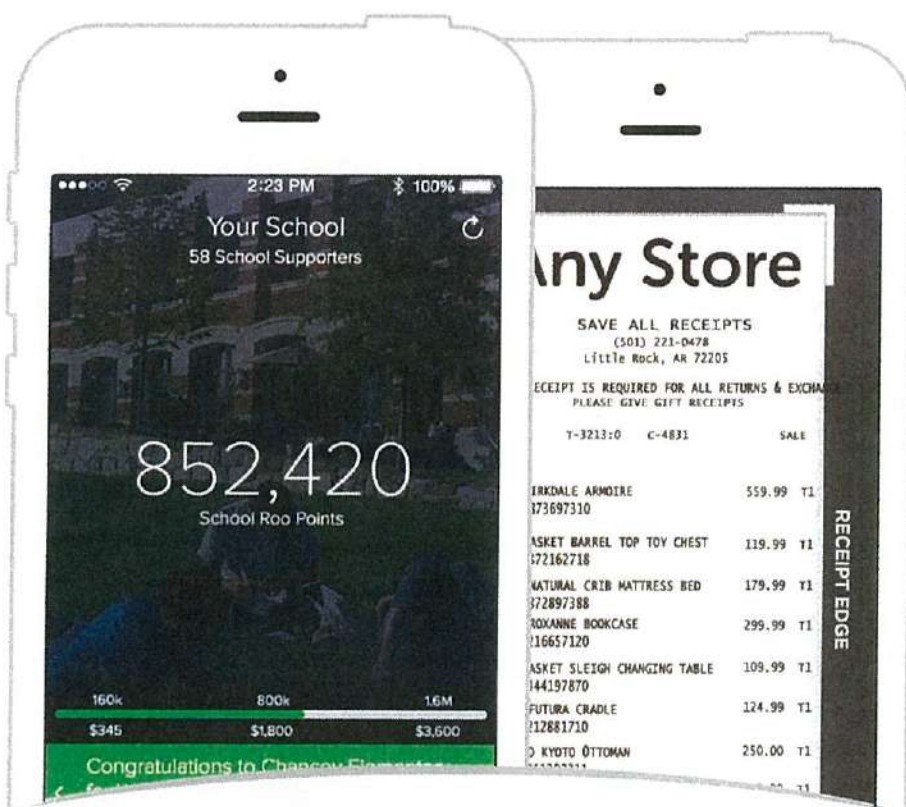 2:23 PM
100%
Your School
58 School Supporters
852,420
School Roo Points
160k 800k 1.6M
$345 $1,800 $3,600
Congratulations to Chancey Elementary
Any Store
SAVE ALL RECEIPTS
(501) 221-0478
Little Rock, AR 72205
ECEIPT IS REQUIRED FOR ALL RETURNS & EXCHA
PLEASE GIVE GIFT RECEIPTS
T-3213:0 C-4831 SALE
IRKDALE ARMOIRE 559.99 T1
373697310
ASKET BARREL TOP TOY CHEST 119.99 T1
372162718
NATURAL CRIB MATTRESS BED 179.99 T1
372897388
ROXANNE BOOKCASE 299.99 T1
216657120
ASKET SLEIGH CHANGING TABLE 109.99 T1
344197870
FUTURA CRADLE 124.99 T1
212881710
O KYOTO OTTOMAN 250.00 T1
RECEIPT EDGE